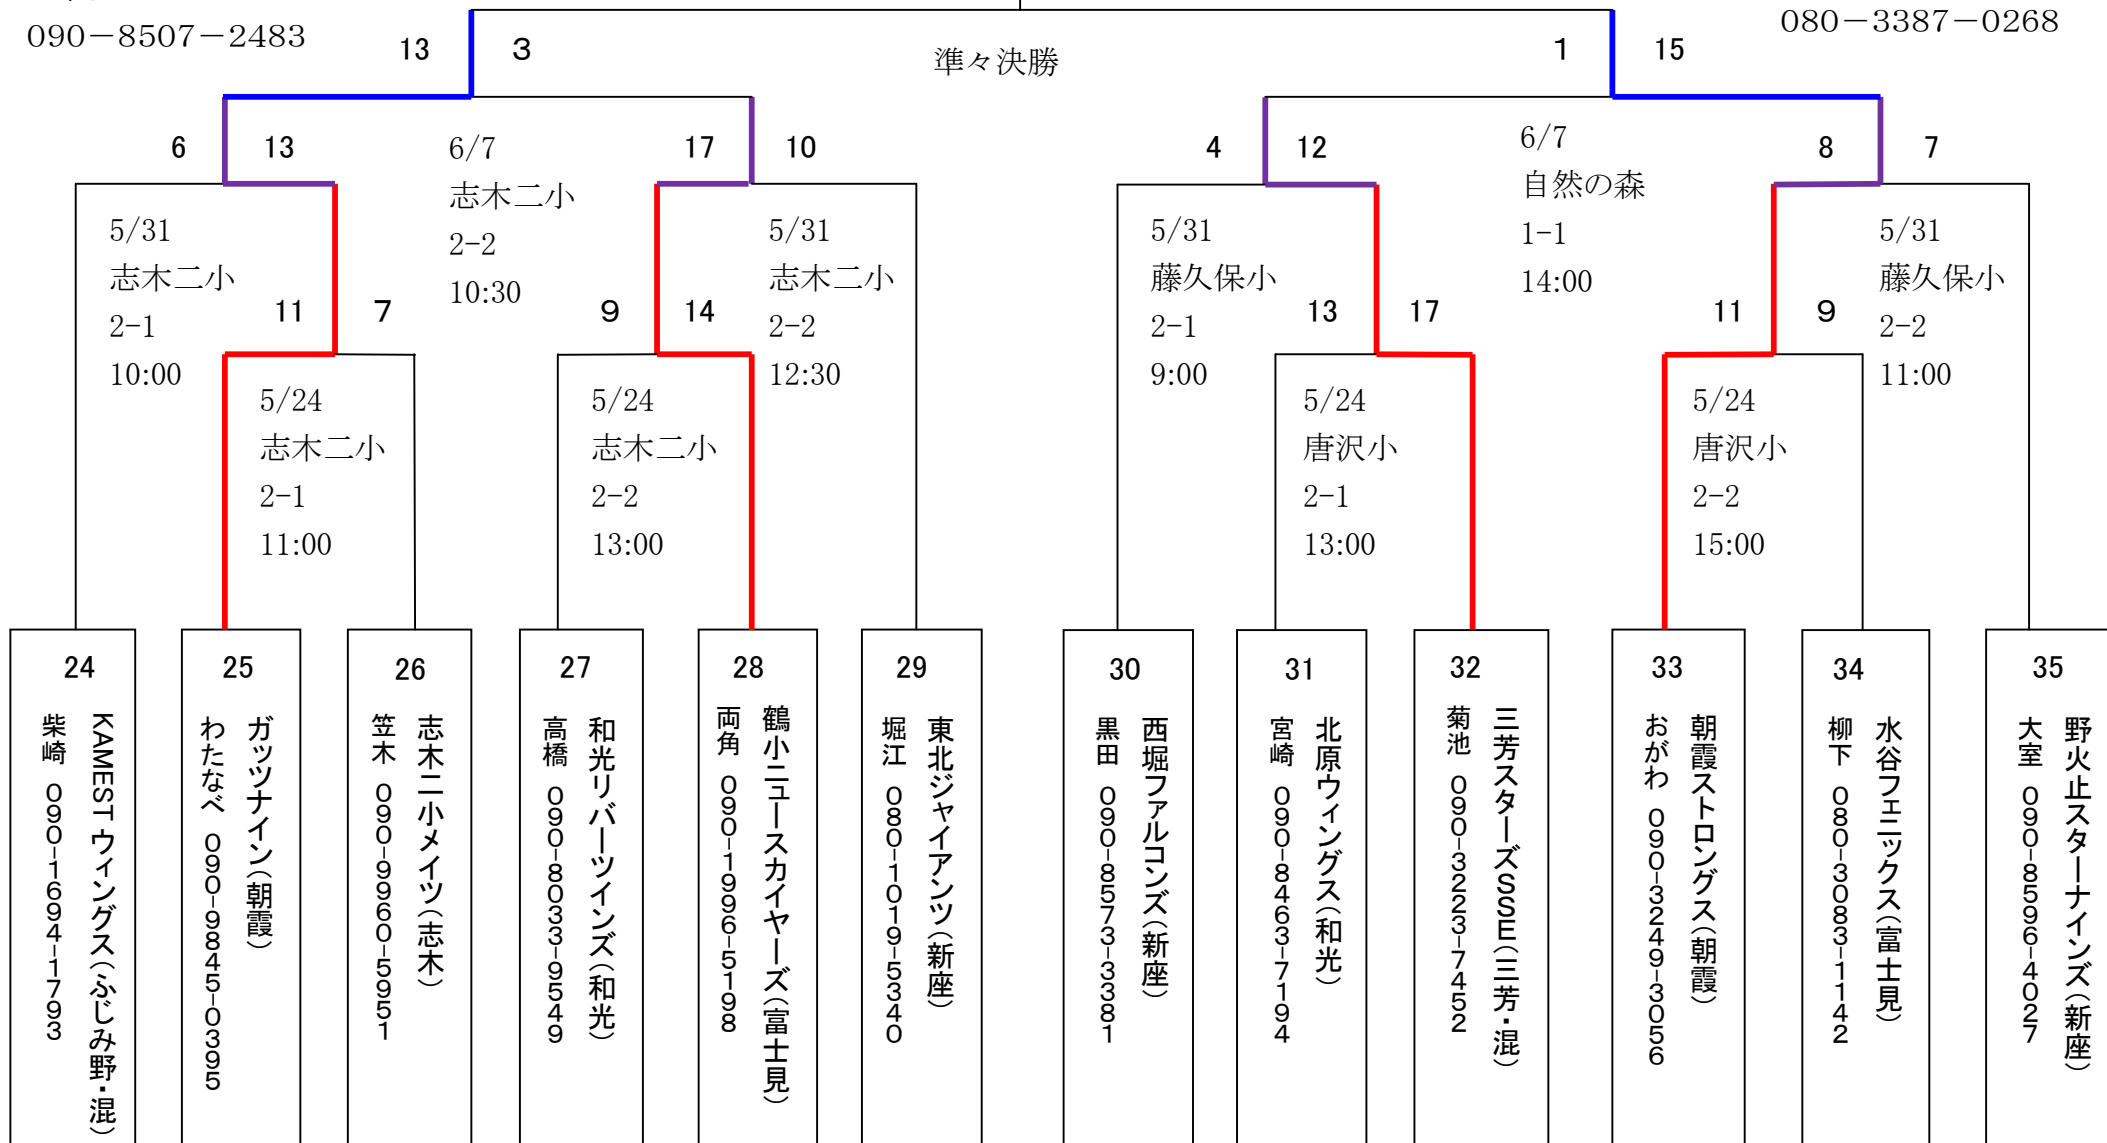 090−8507−2483
080−3387−0268
13 3
準々決勝
1 15
6 13
6/7
志木二小
2-2
10:30
17 10
4 12
6/7
自然の森
1-1
14:00
8 7
5/31
志木二小
2-1
10:00
11 7
9 14
5/31
志木二小
2-2
12:30
5/31
藤久保小
2-1
9:00
13 17
11 9
5/31
藤久保小
2-2
11:00
5/24
志木二小
2-1
11:00
5/24
志木二小
2-2
13:00
5/24
唐沢小
2-1
13:00
5/24
唐沢小
2-2
15:00
24
KAMESTウィングス(ふじみ野・混)
柴崎 090-1694-1793
25
ガッツナイン(朝霞)
わたなべ 090-9845-0395
26
志木二小メイツ(志木)
笠木 090-9960-5951
27
和光リバーツインズ(和光)
高橋 090-8033-9549
28
鶴小ニュースカイヤーズ(富士見)
両角 090-1996-5198
29
東北ジャイアンツ(新座)
堀江 080-1019-5340
30
西堀ファルコンズ(新座)
黒田 090-8573-3381
31
北原ウィングス(和光)
宮崎 090-8463-7194
32
三芳スターズSSE(三芳・混)
菊池 090-3223-7452
33
朝霞ストロングス(朝霞)
おがわ 090-3249-3056
34
水谷フェニックス(富士見)
柳下 080-3083-1142
35
野火止スターナインズ(新座)
大室 090-8596-4027